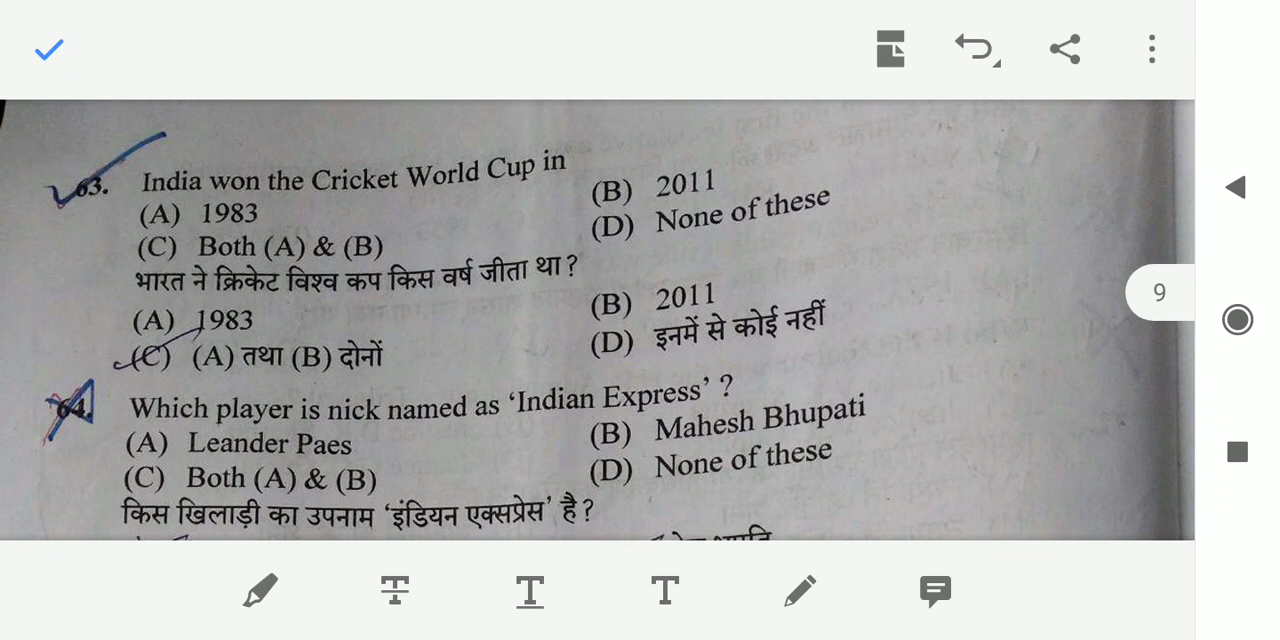 63. India won the Cricket World Cup in
(A) 1983 (B) 2011
(C) Both (A) & (B) (D) None of these
भारत ने क्रिकेट विश्व कप किस वर्ष जीता था ?
(A) 1983 (B) 2011
(C) (A) तथा (B) दोनों (D) इनमें से कोई नहीं
64. Which player is nick named as ‘Indian Express’ ?
(A) Leander Paes (B) Mahesh Bhupati
(C) Both (A) & (B) (D) None of these
किस खिलाड़ी का उपनाम ‘इंडियन एक्सप्रेस’ है ?
9